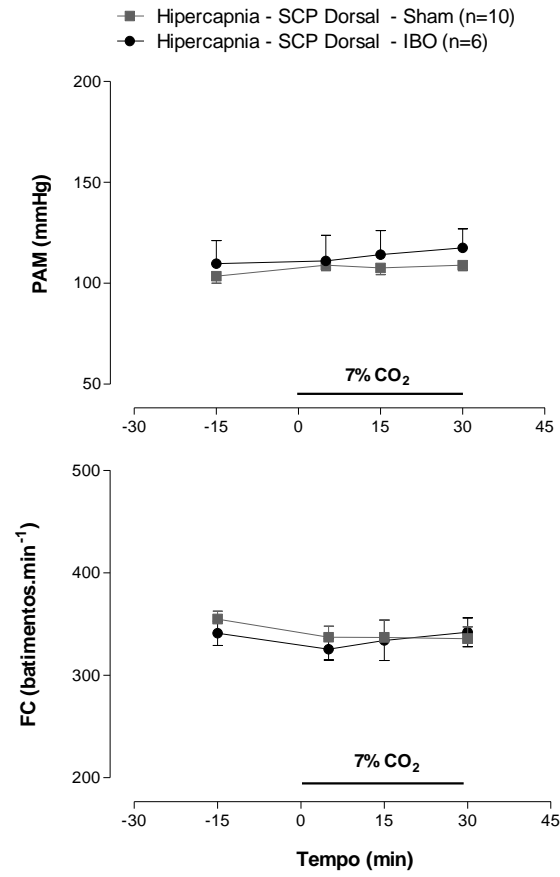 Hipercapnia - SCP Dorsal - Sham (n=10)
Hipercapnia - SCP Dorsal - IBO (n=6)
200
150
100
50
PAM (mmHg)
7% CO₂
-30 -15 0 15 30 45
500
400
300
200
FC (batimentos.min⁻¹)
7% CO₂
-30 -15 0 15 30 45
Tempo (min)